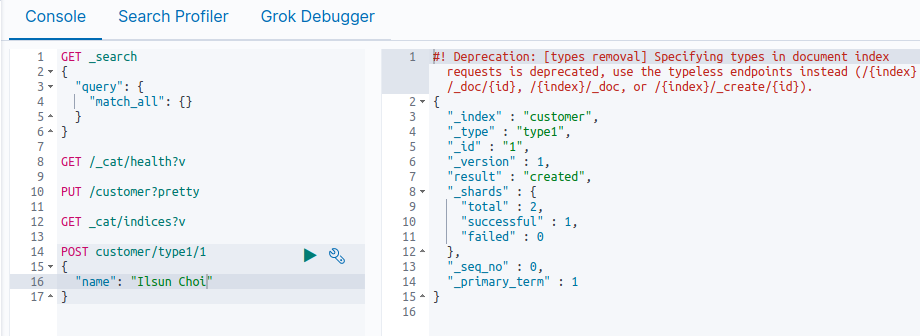 Console Search Profiler Grok Debugger
1 GET _search
2 {
3 "query": {
4 "match_all": {}
5 }
6 }
7
8 GET /_cat/health?v
9
10 PUT /customer?pretty
11
12 GET _cat/indices?v
13
14 POST customer/type1/1
15 {
16 "name": "Ilsun Choi"
17 }
1 #! Deprecation: [types removal] Specifying types in document index
requests is deprecated, use the typeless endpoints instead (/{index}
/_doc/{id}, /{index}/_doc, or /{index}/_create/{id}).
2 {
3 "_index" : "customer",
4 "_type" : "type1",
5 "_id" : "1",
6 "_version" : 1,
7 "result" : "created",
8 "_shards" : {
9 "total" : 2,
10 "successful" : 1,
11 "failed" : 0
12 },
13 "_seq_no" : 0,
14 "_primary_term" : 1
15 }
16